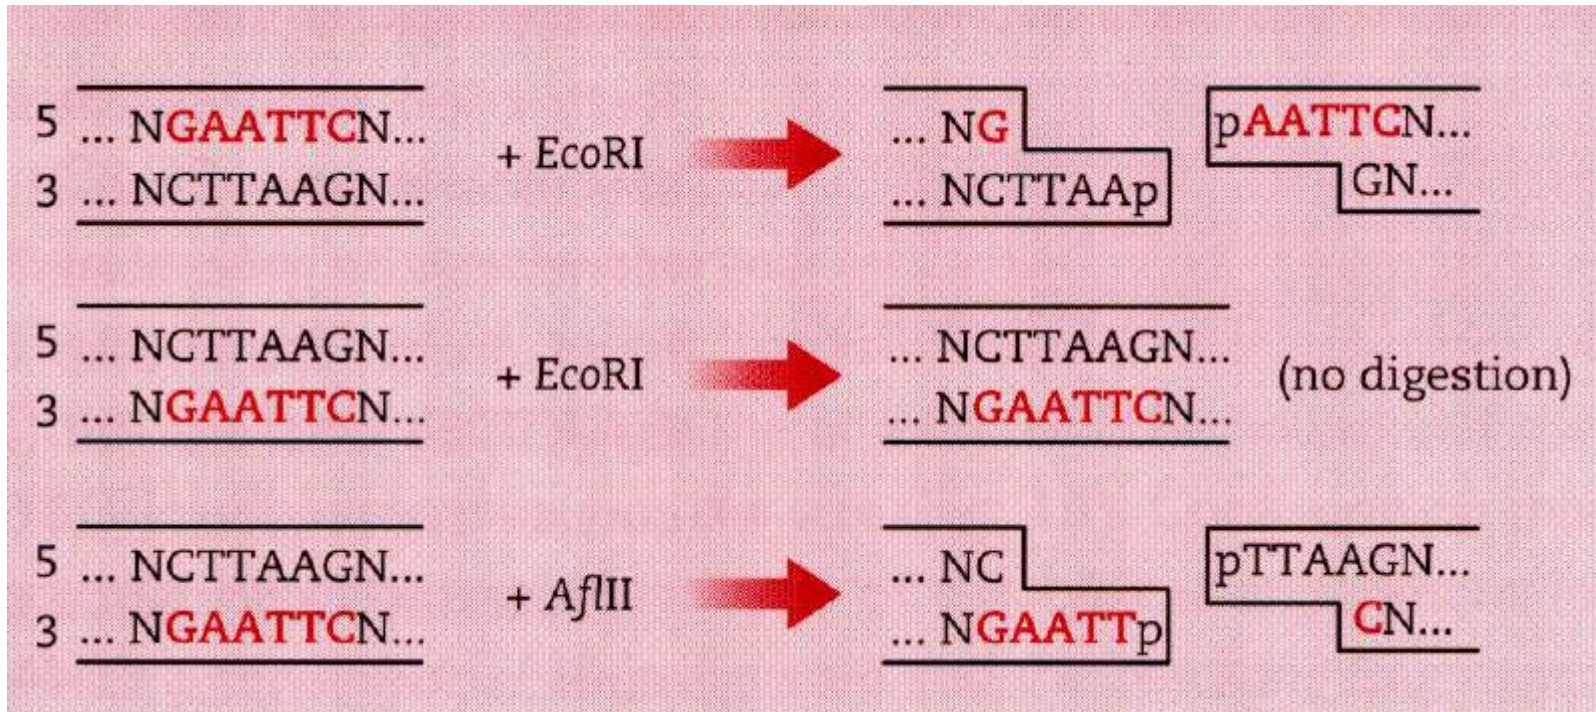 5 ... NGAATTCN... + EcoRI ... NG pAATTCN...
3 ... NCTTAAGN... ... NCTTAAp GN...
5 ... NCTTAAGN... + EcoRI ... NCTTAAGN... (no digestion)
3 ... NGAATTCN... ... NGAATTCN...
5 ... NCTTAAGN... + AflII ... NC pTTAAGN...
3 ... NGAATTCN... ... NGAATTp CN...